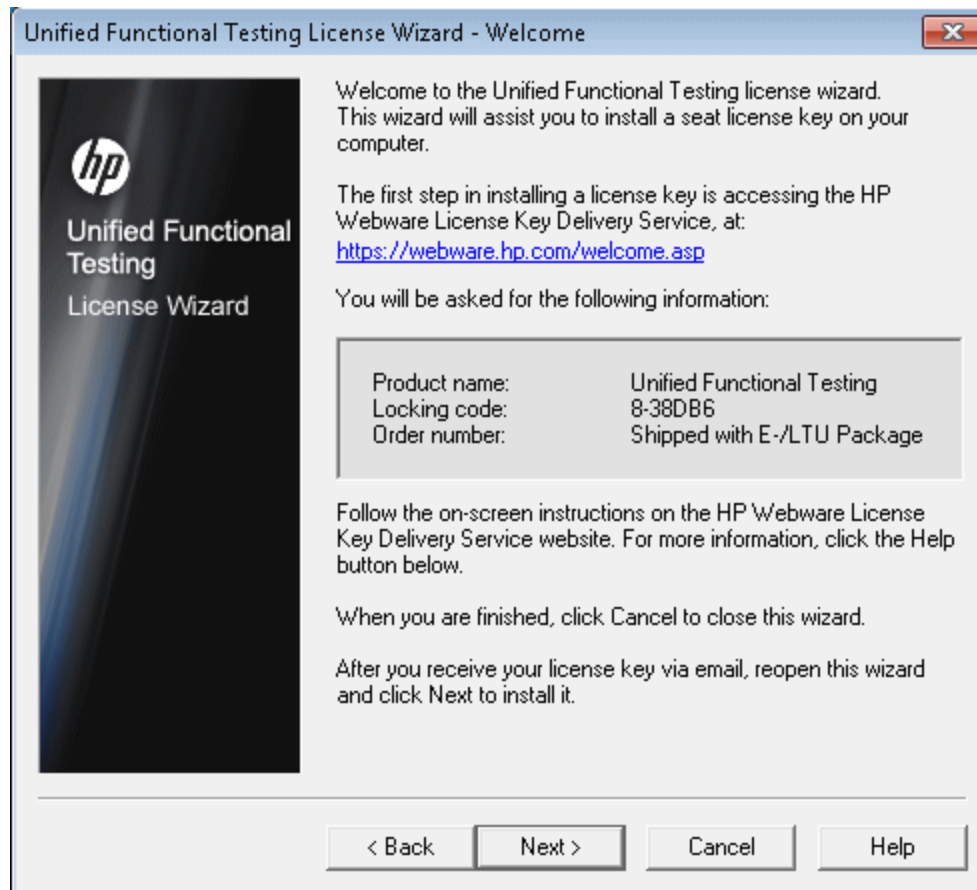 Unified Functional Testing License Wizard - Welcome
hp
Unified Functional
Testing
License Wizard
Welcome to the Unified Functional Testing license wizard.
This wizard will assist you to install a seat license key on your
computer.
The first step in installing a license key is accessing the HP
Webware License Key Delivery Service, at:
https://webware.hp.com/welcome.asp
You will be asked for the following information:
Product name: Unified Functional Testing
Locking code: 8-38DB6
Order number: Shipped with E-/LTU Package
Follow the on-screen instructions on the HP Webware License
Key Delivery Service website. For more information, click the Help
button below.
When you are finished, click Cancel to close this wizard.
After you receive your license key via email, reopen this wizard
and click Next to install it.
< Back Next > Cancel Help